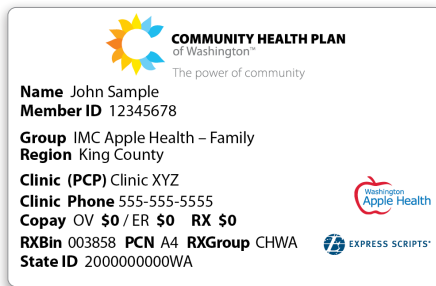 COMMUNITY HEALTH PLAN
of Washington™
The power of community
Name John Sample
Member ID 12345678
Group IMC Apple Health – Family
Region King County
Clinic (PCP) Clinic XYZ
Clinic Phone 555-555-5555
Copay OV $0 / ER $0 RX $0
Washington
Apple Health
RXBin 003858 PCN A4 RXGroup CHWA
EXPRESS SCRIPTS®
State ID 2000000000WA